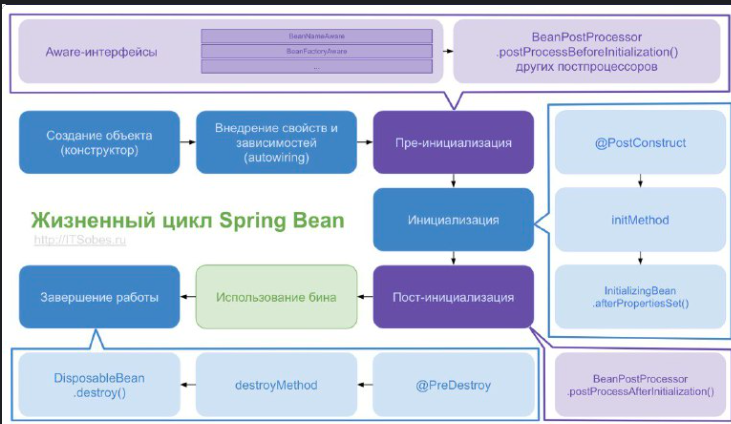 Aware-интерфейсы
BeanNameAware
BeanFactoryAware
...
BeanPostProcessor
.postProcessBeforeInitialization()
других постпроцессоров
Создание объекта
(конструктор)
Внедрение свойств и
зависимостей
(autowiring)
Пре-инициализация
@PostConstruct
Жизненный цикл Spring Bean
http://ITSobes.ru
Инициализация
initMethod
Завершение работы
Использование бина
Пост-инициализация
InitializingBean
.afterPropertiesSet()
DisposableBean
.destroy()
destroyMethod
@PreDestroy
BeanPostProcessor
.postProcessAfterInitialization()